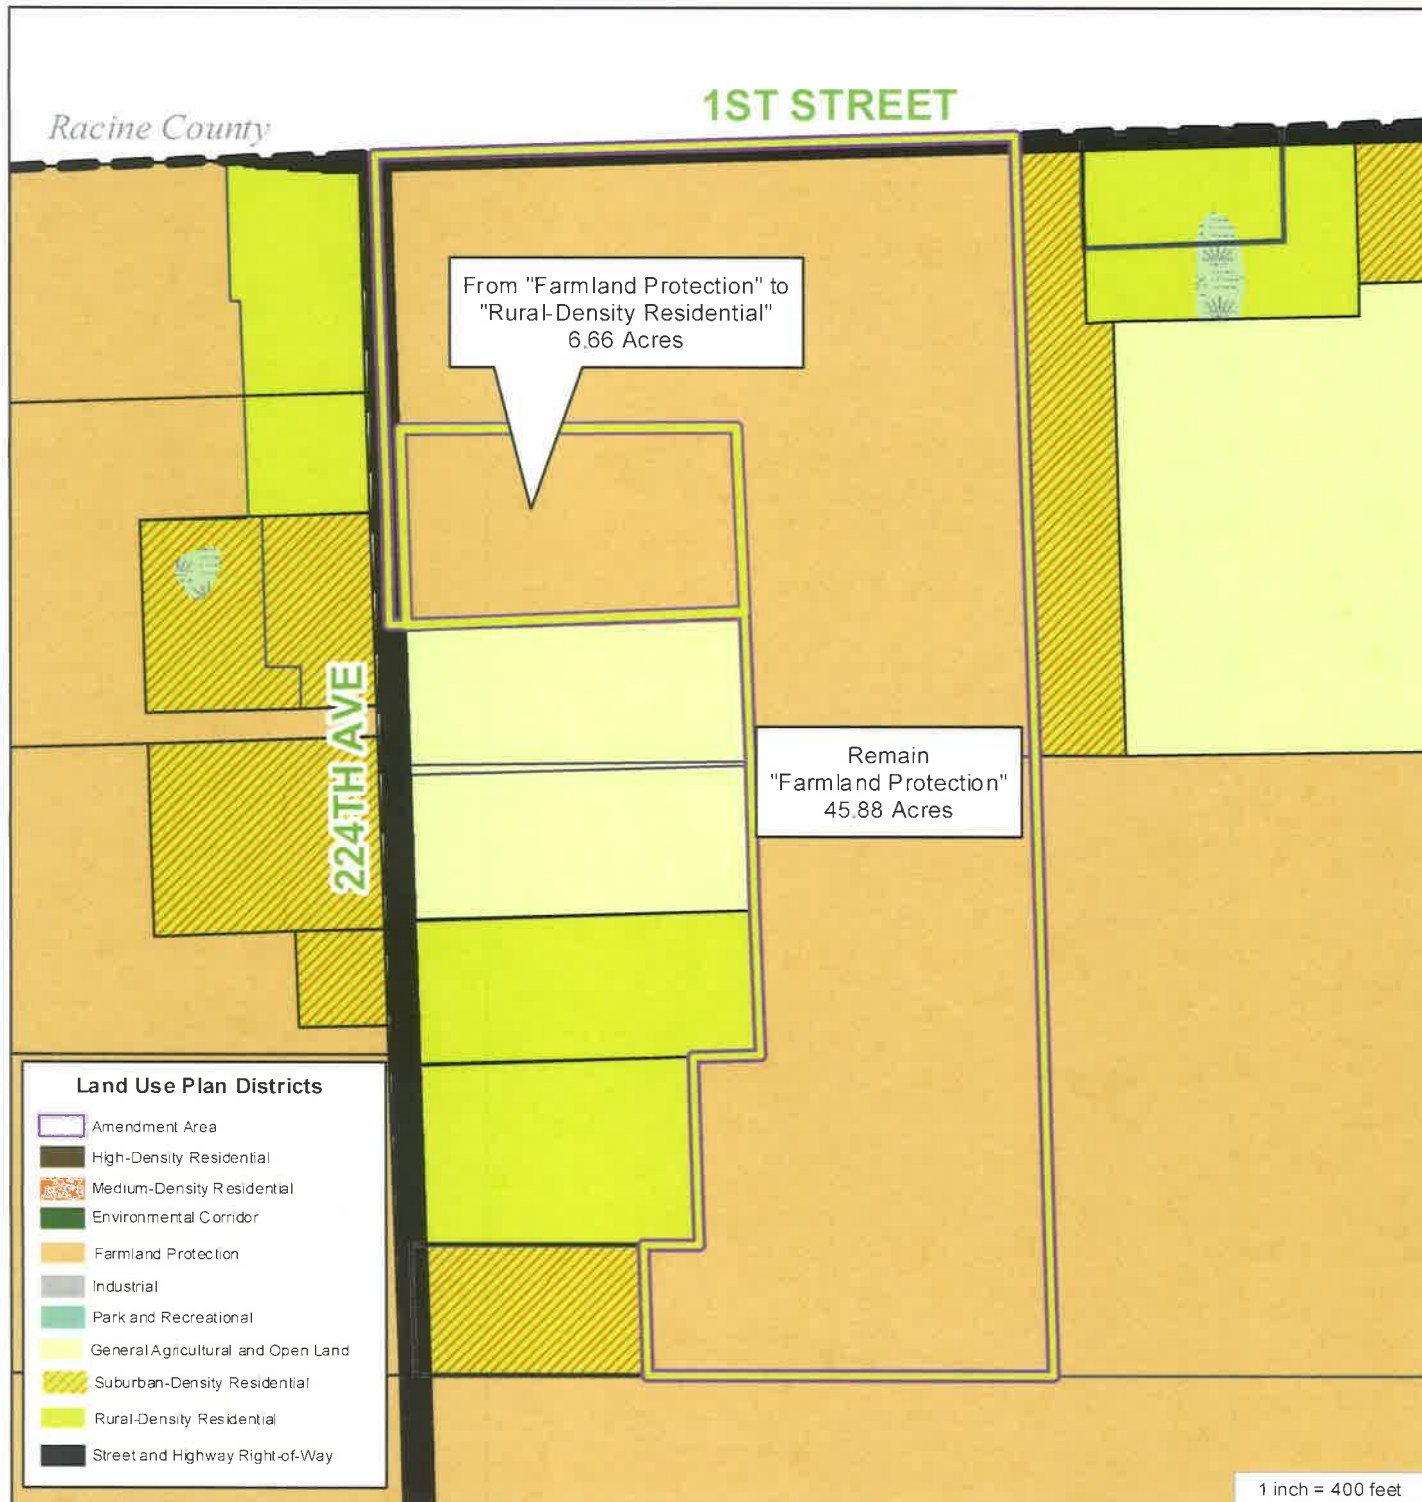 1ST STREET
Racine County
From "Farmland Protection" to
"Rural-Density Residential"
6.66 Acres
224TH AVE
Remain
"Farmland Protection"
45.88 Acres
Land Use Plan Districts
Amendment Area
High-Density Residential
Medium-Density Residential
Environmental Corridor
Farmland Protection
Industrial
Park and Recreational
General Agricultural and Open Land
Suburban-Density Residential
Rural-Density Residential
Street and Highway Right-of-Way
1 inch = 400 feet